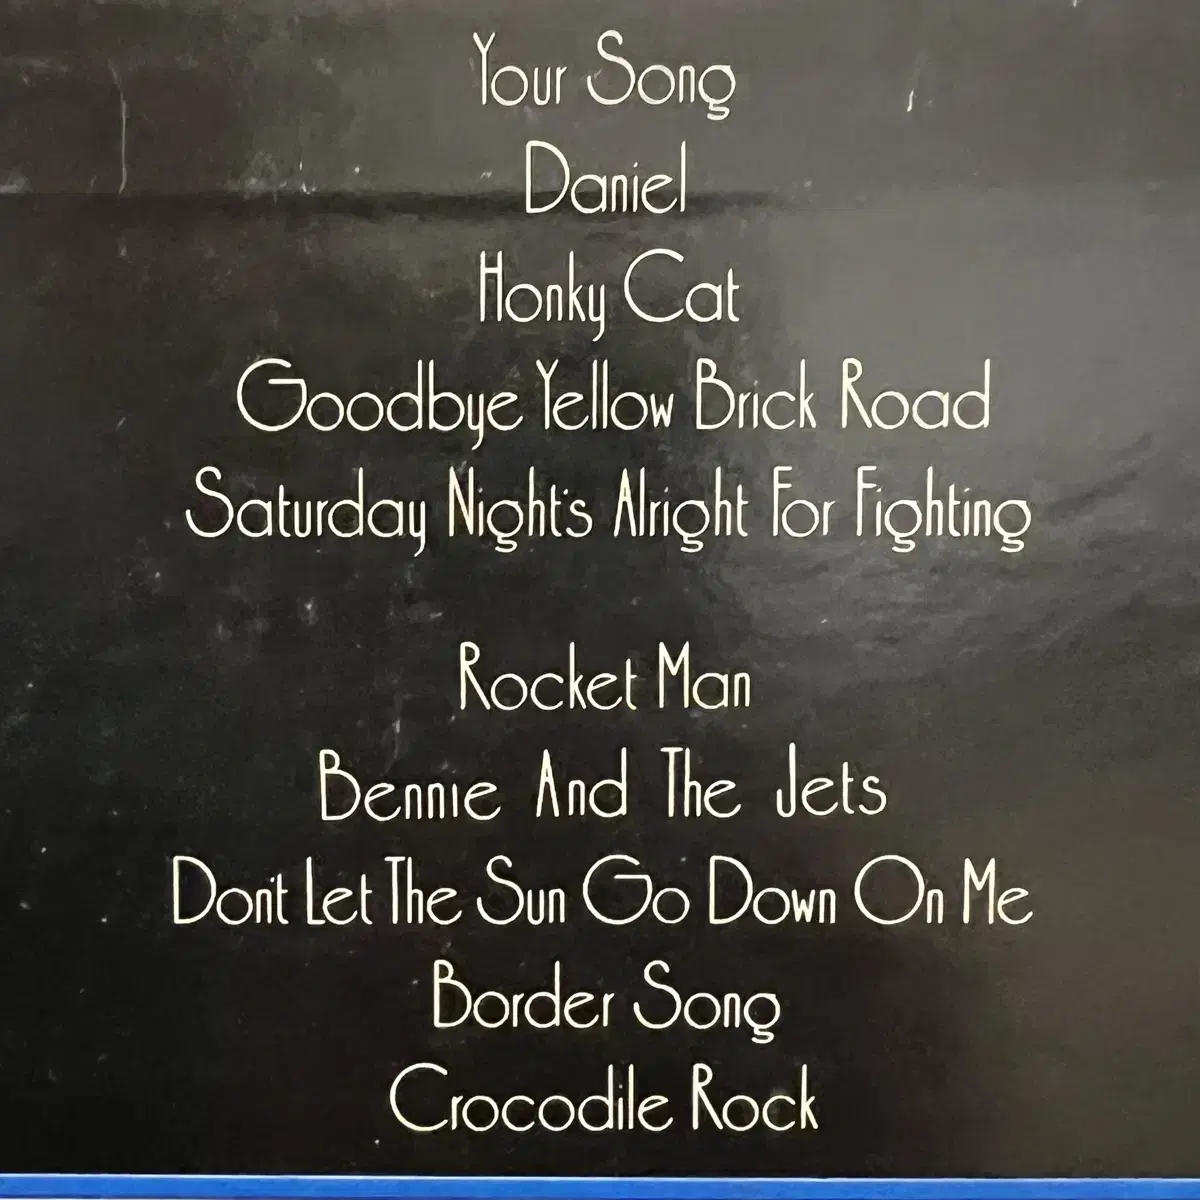 Your Song
Daniel
Honky Cat
Goodbye Yellow Brick Road
Saturday Night's Alright For Fighting
Rocket Man
Bennie And The Jets
Don't Let The Sun Go Down On Me
Border Song
Crocodile Rock